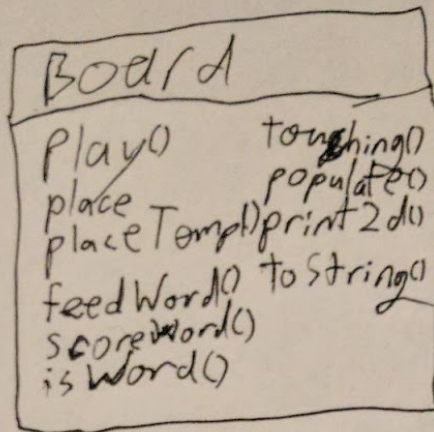 Board
play()
place
placeTemp()
feedWord()
scoreWord()
isWord()
touching()
populate()
print2d()
toString()